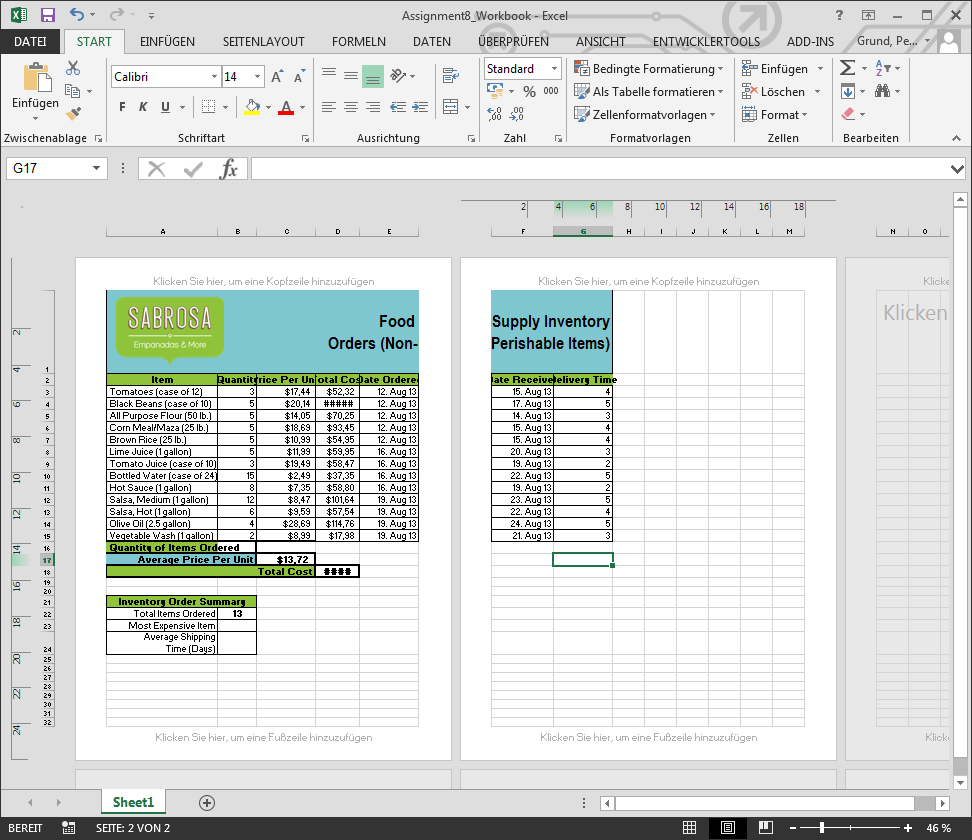 Assignment8_Workbook - Excel
DATEI START EINFÜGEN SEITENLAYOUT FORMELN DATEN ÜBERPRÜFEN ANSICHT ENTWICKLERTOOLS ADD-INS Grund, Pe...
Einfügen
Calibri 14
F K U
Standard
% 000
Bedingte Formatierung
Als Tabelle formatieren
Zellenformatvorlagen
Einfügen
Löschen
Format
Zwischenablage Schriftart Ausrichtung Zahl Formatvorlagen Zellen Bearbeiten
G17 fx
2 4 6 8 10 12 14 16 18
A B C D E F G H I J K L M N O
Klicken Sie hier, um eine Kopfzeile hinzuzufügen Klicken Sie hier, um eine Kopfzeile hinzuzufügen Klicke
SABROSA
Empanadas & More
Food Supply Inventory
Orders (Non- Perishable Items)
Klicken
Item Quantity Price Per Un Total Cos Date Ordered Date Receive Delivery Time
Tomatoes (case of 12) 3 $17,44 $52,32 12. Aug 13 15. Aug 13 4
Black Beans (case of 10) 5 $20,14 ##### 12. Aug 13 17. Aug 13 5
All Purpose Flour (50 lb.) 5 $14,05 $70,25 12. Aug 13 14. Aug 13 3
Corn Meal/Maza (25 lb.) 5 $18,69 $93,45 12. Aug 13 15. Aug 13 4
Brown Rice (25 lb.) 5 $10,99 $54,95 12. Aug 13 15. Aug 13 4
Lime Juice (1 gallon) 5 $11,99 $59,95 16. Aug 13 20. Aug 13 3
Tomato Juice (case of 10) 3 $19,49 $58,47 16. Aug 13 19. Aug 13 2
Bottled Water (case of 24) 15 $2,49 $37,35 16. Aug 13 22. Aug 13 5
Hot Sauce (1 gallon) 8 $7,35 $58,80 16. Aug 13 19. Aug 13 2
Salsa, Medium (1 gallon) 12 $8,47 $101,64 19. Aug 13 23. Aug 13 5
Salsa, Hot (1 gallon) 6 $9,59 $57,54 19. Aug 13 22. Aug 13 4
Olive Oil (2.5 gallon) 4 $28,69 $114,76 19. Aug 13 24. Aug 13 5
Vegetable Wash (1 gallon) 2 $8,99 $17,98 19. Aug 13 21. Aug 13 3
Quantity of Items Ordered
Average Price Per Unit $13,72
Total Cost ####
Inventory Order Summary
Total Items Ordered 13
Most Expensive Item
Average Shipping
Time (Days)
Klicken Sie hier, um eine Fußzeile hinzuzufügen Klicken Sie hier, um eine Fußzeile hinzuzufügen Klick
Sheet1
BEREIT SEITE: 2 VON 2 46 %